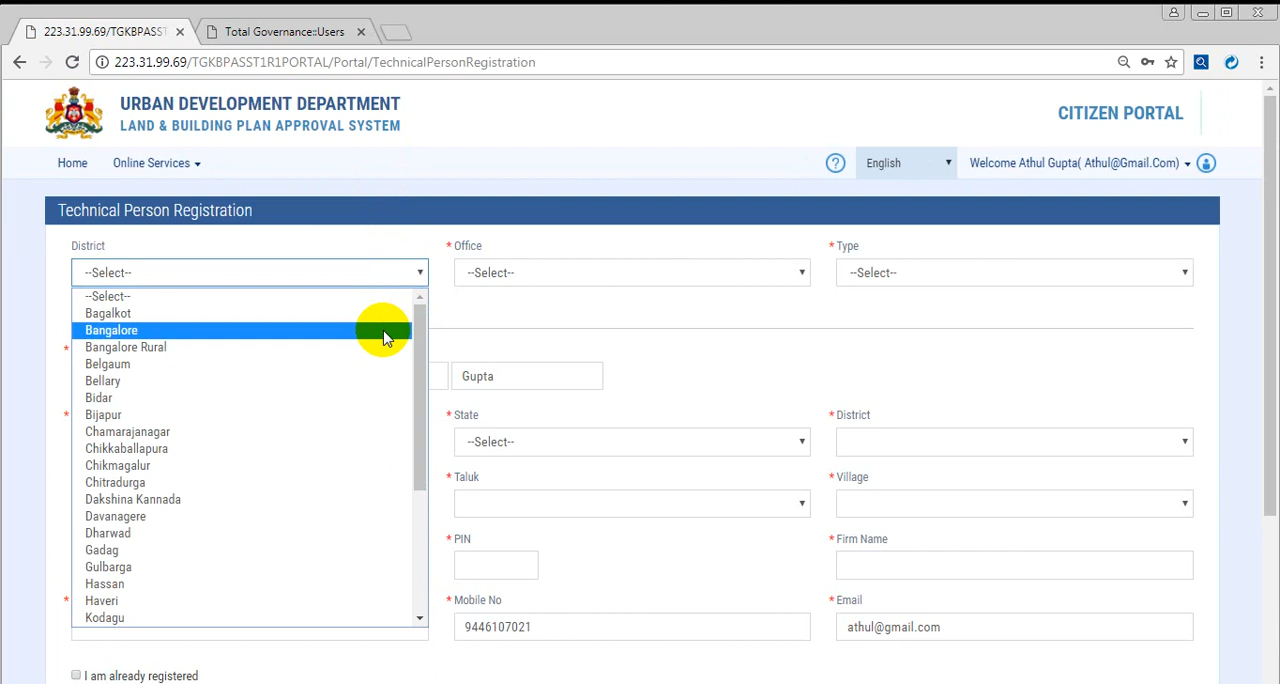 223.31.99.69/TGKBPASST
Total Governance::Users
223.31.99.69/TGKBPASST1R1PORTAL/Portal/TechnicalPersonRegistration
URBAN DEVELOPMENT DEPARTMENT
LAND & BUILDING PLAN APPROVAL SYSTEM
CITIZEN PORTAL
Home Online Services ? English Welcome Athul Gupta( Athul@Gmail.Com)
Technical Person Registration
District * Office * Type
--Select-- --Select-- --Select--
--Select--
Bagalkot
Bangalore
* Bangalore Rural
Belgaum
Bellary Gupta
Bidar
* Bijapur * State * District
Chamarajanagar --Select--
Chikkaballapura
Chikmagalur
Chitradurga * Taluk * Village
Dakshina Kannada
Davanagere
Dharwad * PIN * Firm Name
Gadag
Gulbarga
Hassan
* Haveri * Mobile No * Email
Kodagu 9446107021 athul@gmail.com
I am already registered